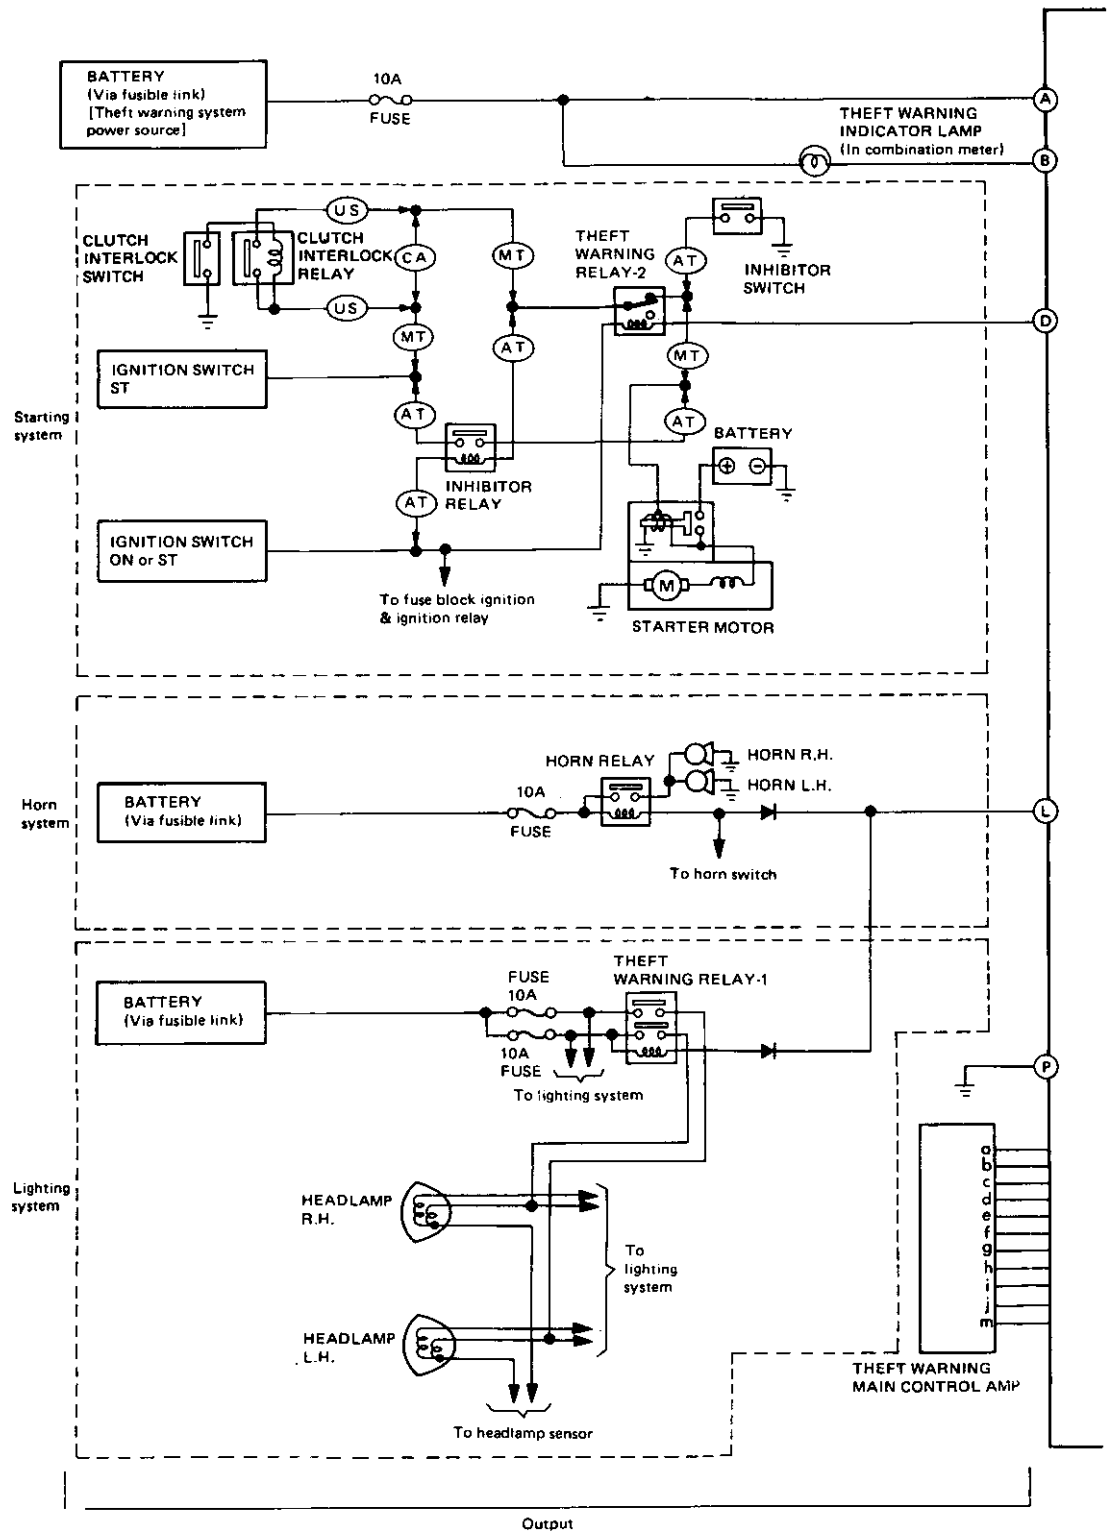 BATTERY
(Via fusible link)
[Theft warning system
power source]
10A
FUSE
A
THEFT WARNING
INDICATOR LAMP
(In combination meter)
B
Starting
system
CLUTCH
INTERLOCK
SWITCH
CLUTCH
INTERLOCK
RELAY
US
CA
US
MT
MT
AT
THEFT
WARNING
RELAY-2
AT
INHIBITOR
SWITCH
D
IGNITION SWITCH
ST
AT
MT
AT
INHIBITOR
RELAY
AT
BATTERY
+
-
IGNITION SWITCH
ON or ST
To fuse block ignition
& ignition relay
M
STARTER MOTOR
Horn
system
BATTERY
(Via fusible link)
10A
FUSE
HORN RELAY
HORN R.H.
HORN L.H.
To horn switch
L
Lighting
system
BATTERY
(Via fusible link)
FUSE
10A
10A
FUSE
THEFT
WARNING RELAY-1
To lighting system
P
HEADLAMP
R.H.
To
lighting
system
HEADLAMP
L.H.
To headlamp sensor
a
b
c
d
e
f
g
h
i
j
m
THEFT WARNING
MAIN CONTROL AMP
Output